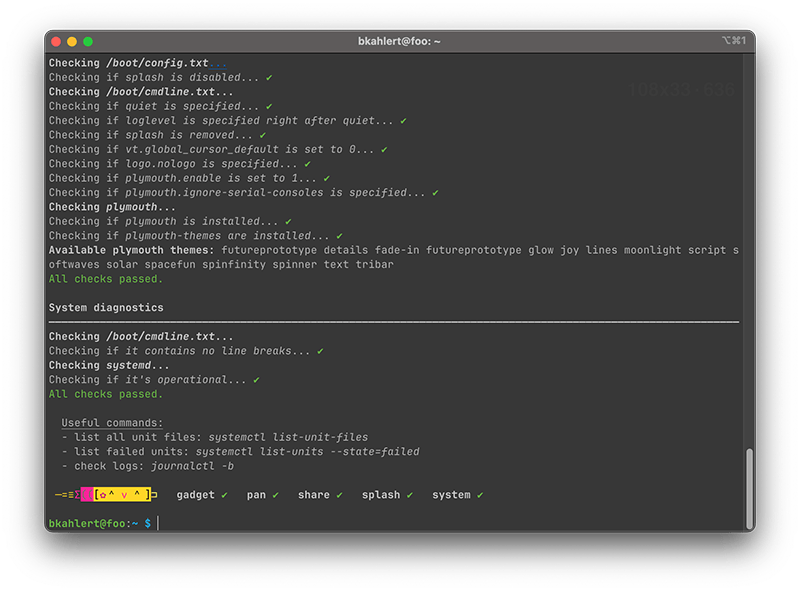 bkahlert@foo: ~
⌥⌘1
Checking /boot/config.txt...
Checking if splash is disabled... ✔
Checking /boot/cmdline.txt...
Checking if quiet is specified... ✔
Checking if loglevel is specified right after quiet... ✔
Checking if splash is removed... ✔
Checking if vt.global_cursor_default is set to 0... ✔
Checking if logo.nologo is specified... ✔
Checking if plymouth.enable is set to 1... ✔
Checking if plymouth.ignore-serial-consoles is specified... ✔
Checking plymouth...
Checking if plymouth is installed... ✔
Checking if plymouth-themes are installed... ✔
Available plymouth themes: futureprototype details fade-in futureprototype glow joy lines moonlight script s
oftwaves solar spacefun spinfinity spinner text tribar
All checks passed.
System diagnostics
Checking /boot/cmdline.txt...
Checking if it contains no line breaks... ✔
Checking systemd...
Checking if it's operational... ✔
All checks passed.
Useful commands:
- list all unit files: systemctl list-unit-files
- list failed units: systemctl list-units --state=failed
- check logs: journalctl -b
─=≡Σ [✿^ v ^ ]⊐ gadget ✔ pan ✔ share ✔ splash ✔ system ✔
bkahlert@foo:~ $